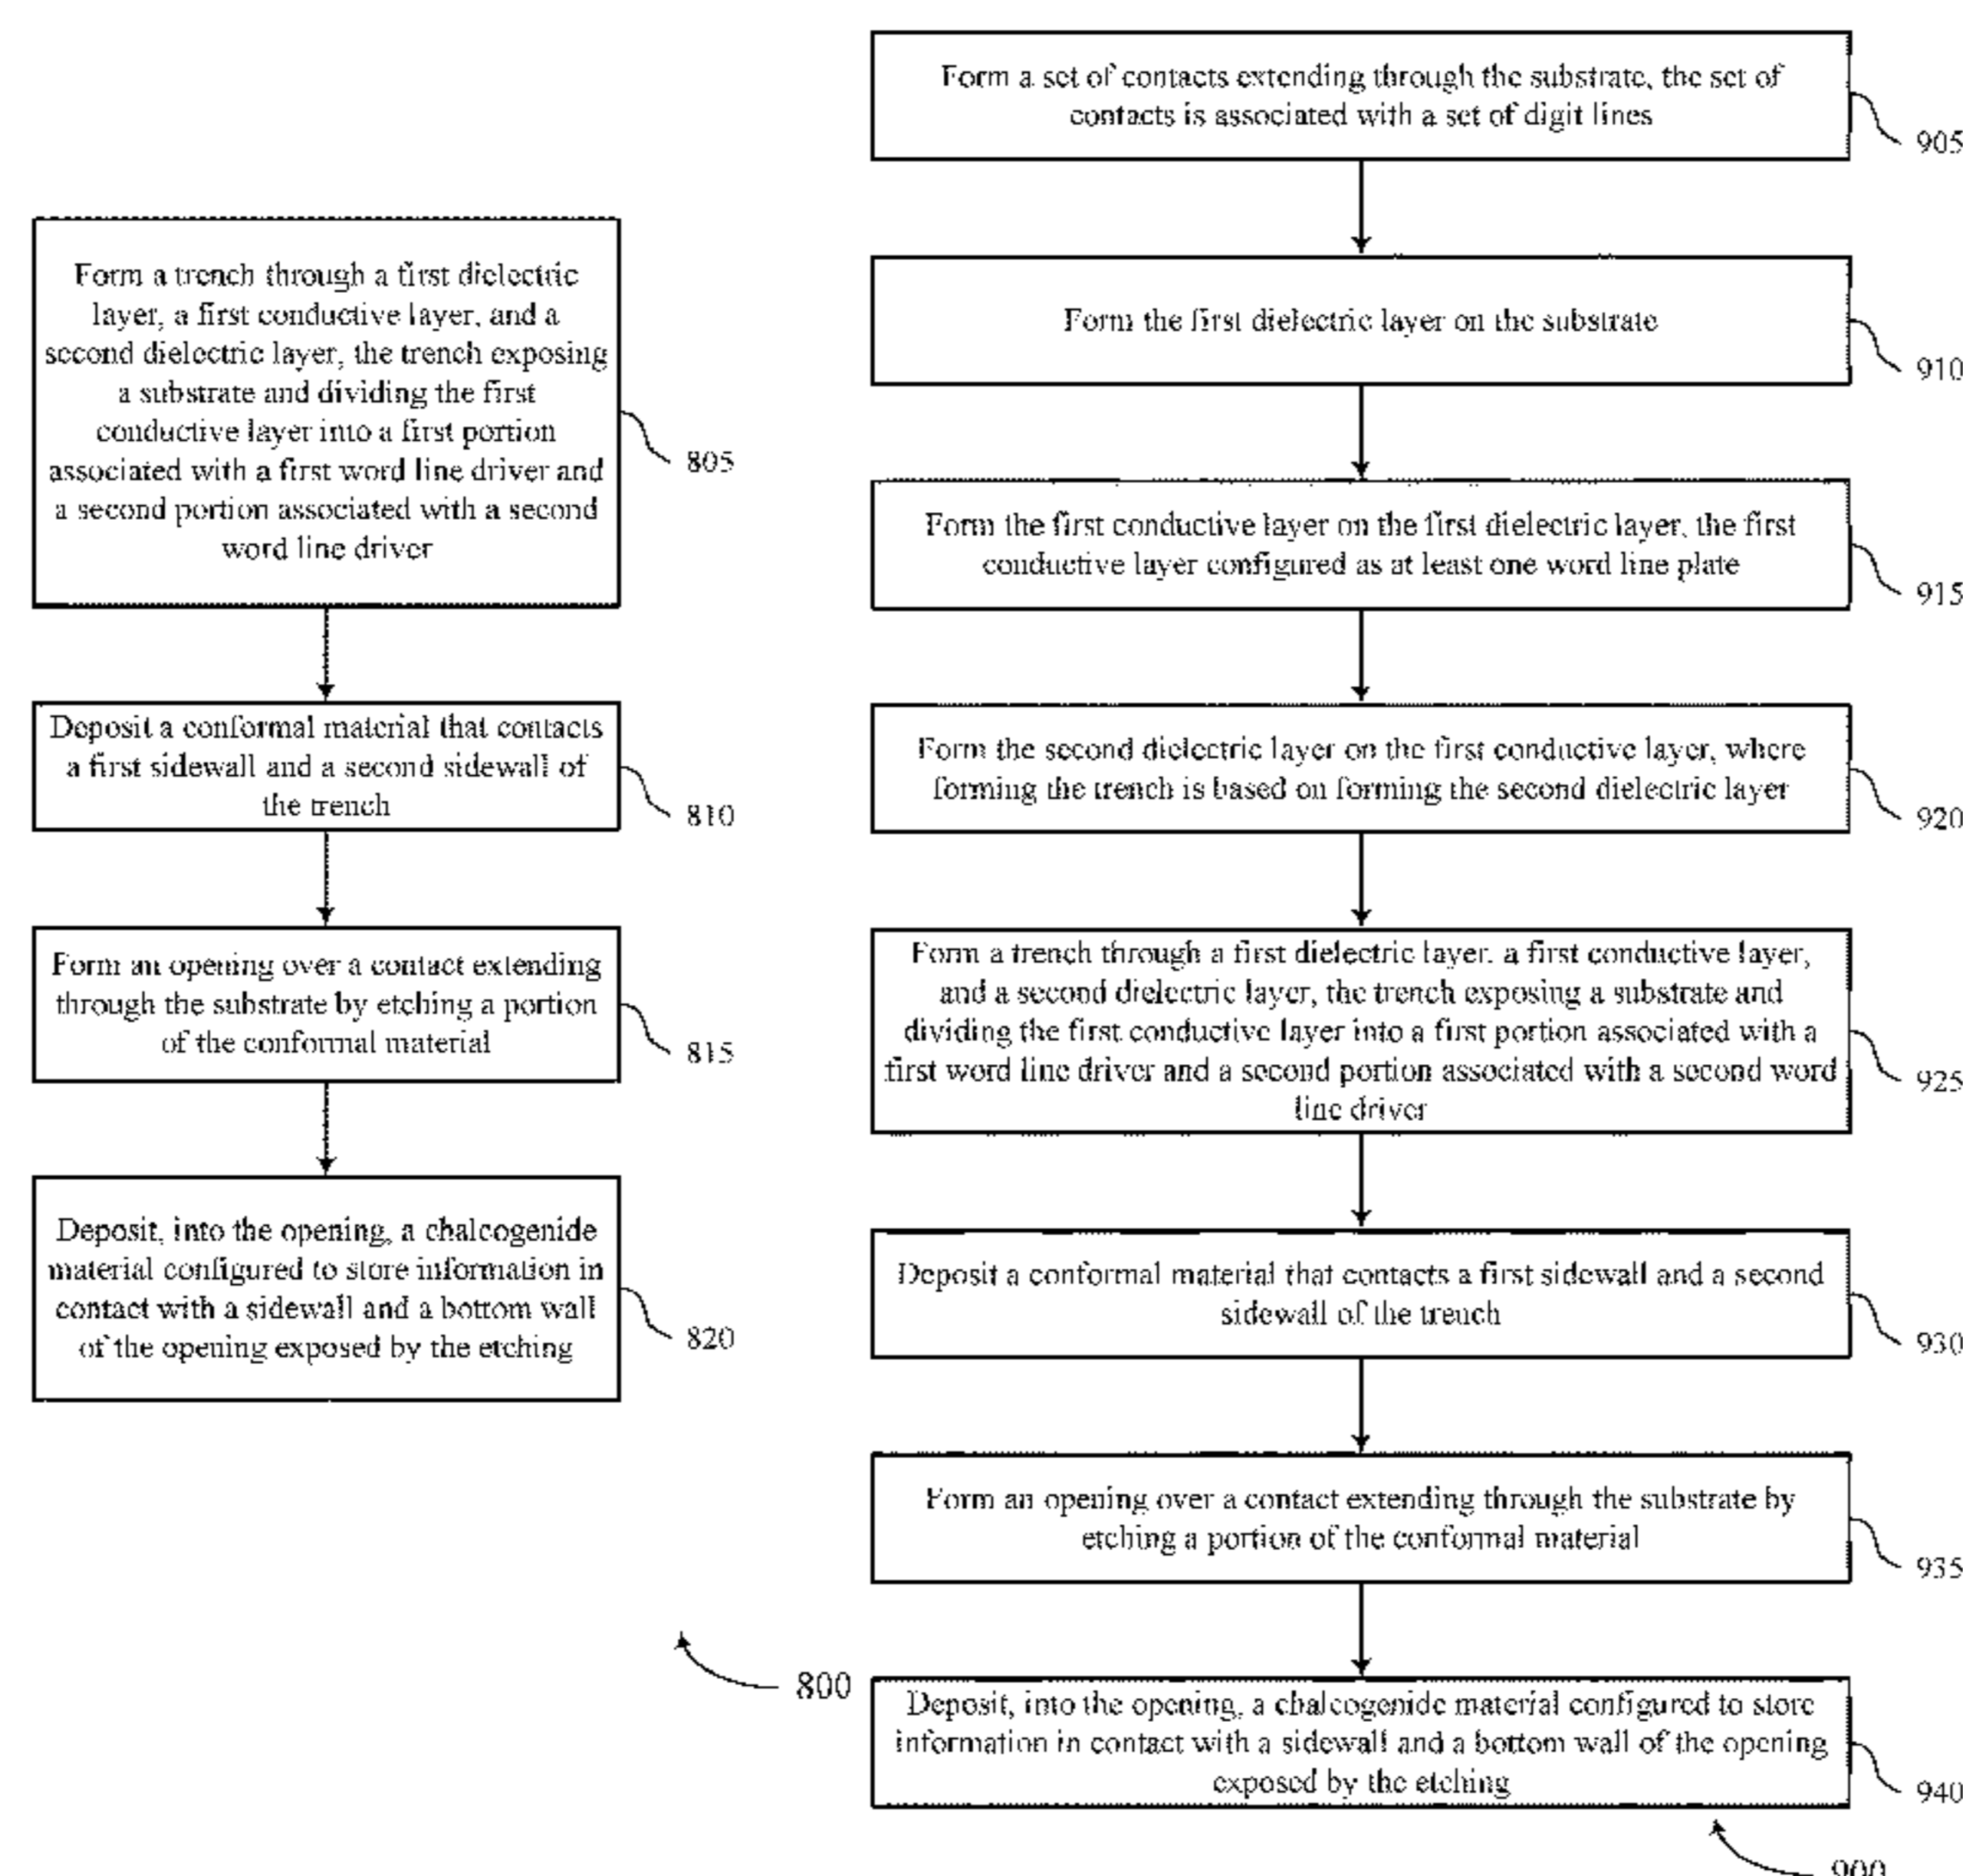 Form a trench through a first dielectric
layer, a first conductive layer, and a
second dielectric layer, the trench exposing
a substrate and dividing the first
conductive layer into a first portion
associated with a first word line driver and
a second portion associated with a second
word line driver
805
Deposit a conformal material that contacts
a first sidewall and a second sidewall of
the trench
810
Form an opening over a contact extending
through the substrate by etching a portion
of the conformal material
815
Deposit, into the opening, a chalcogenide
material configured to store information in
contact with a sidewall and a bottom wall
of the opening exposed by the etching
820
800
Form a set of contacts extending through the substrate, the set of
contacts is associated with a set of digit lines
905
Form the first dielectric layer on the substrate
910
Form the first conductive layer on the first dielectric layer, the first
conductive layer configured as at least one word line plate
915
Form the second dielectric layer on the first conductive layer, where
forming the trench is based on forming the second dielectric layer
920
Form a trench through a first dielectric layer, a first conductive layer,
and a second dielectric layer, the trench exposing a substrate and
dividing the first conductive layer into a first portion associated with a
first word line driver and a second portion associated with a second word
line driver
925
Deposit a conformal material that contacts a first sidewall and a second
sidewall of the trench
930
Form an opening over a contact extending through the substrate by
etching a portion of the conformal material
935
Deposit, into the opening, a chalcogenide material configured to store
information in contact with a sidewall and a bottom wall of the opening
exposed by the etching
940
900